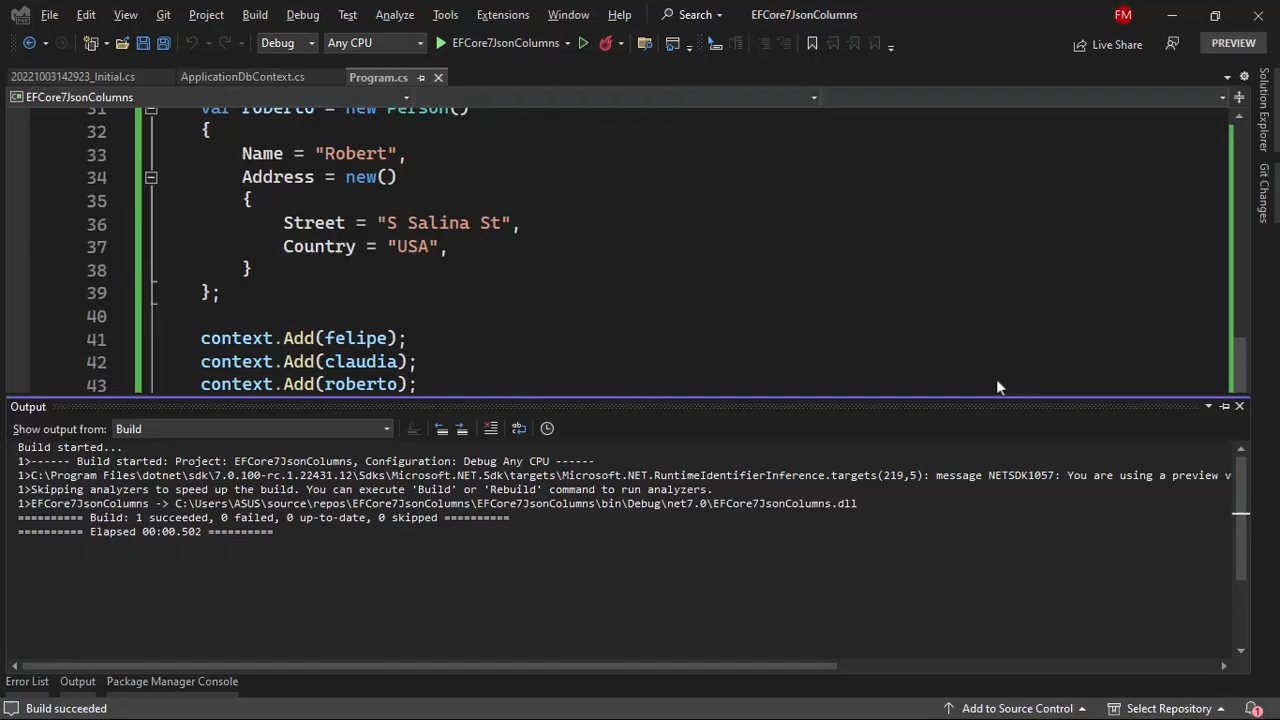 File Edit View Git Project Build Debug Test Analyze Tools Extensions Window Help Search EFCore7JsonColumns FM
Debug Any CPU EFCore7JsonColumns Live Share PREVIEW
20221003142923_Initial.cs ApplicationDbContext.cs Program.cs
EFCore7JsonColumns
31 var roberto = new Person()
32 {
33 Name = "Robert",
34 Address = new()
35 {
36 Street = "S Salina St",
37 Country = "USA",
38 }
39 };
40
41 context.Add(felipe);
42 context.Add(claudia);
43 context.Add(roberto);
Solution Explorer
Git Changes
Output
Show output from: Build
Build started...
1>------ Build started: Project: EFCore7JsonColumns, Configuration: Debug Any CPU ------
1>C:\Program Files\dotnet\sdk\7.0.100-rc.1.22431.12\Sdks\Microsoft.NET.Sdk\targets\Microsoft.NET.RuntimeIdentifierInference.targets(219,5): message NETSDK1057: You are using a preview v
1>Skipping analyzers to speed up the build. You can execute 'Build' or 'Rebuild' command to run analyzers.
1>EFCore7JsonColumns -> C:\Users\ASUS\source\repos\EFCore7JsonColumns\EFCore7JsonColumns\bin\Debug\net7.0\EFCore7JsonColumns.dll
========== Build: 1 succeeded, 0 failed, 0 up-to-date, 0 skipped ==========
========== Elapsed 00:00.502 ==========
Error List Output Package Manager Console
Build succeeded Add to Source Control Select Repository 1